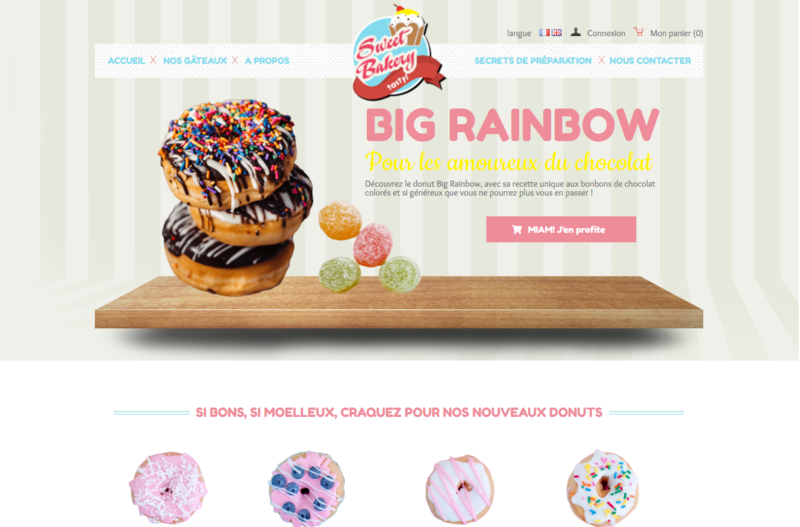 langue Connexion Mon panier (0)
Sweet
Bakery
tasty!
ACCUEIL X NOS GÂTEAUX X A PROPOS
SECRETS DE PRÉPARATION X NOUS CONTACTER
BIG RAINBOW
Pour les amoureux du chocolat
Découvrez le donut Big Rainbow, avec sa recette unique aux bonbons de chocolat
colorés et si généreux que vous ne pourrez plus vous en passer !
MIAM! J'en profite
SI BONS, SI MOELLEUX, CRAQUEZ POUR NOS NOUVEAUX DONUTS